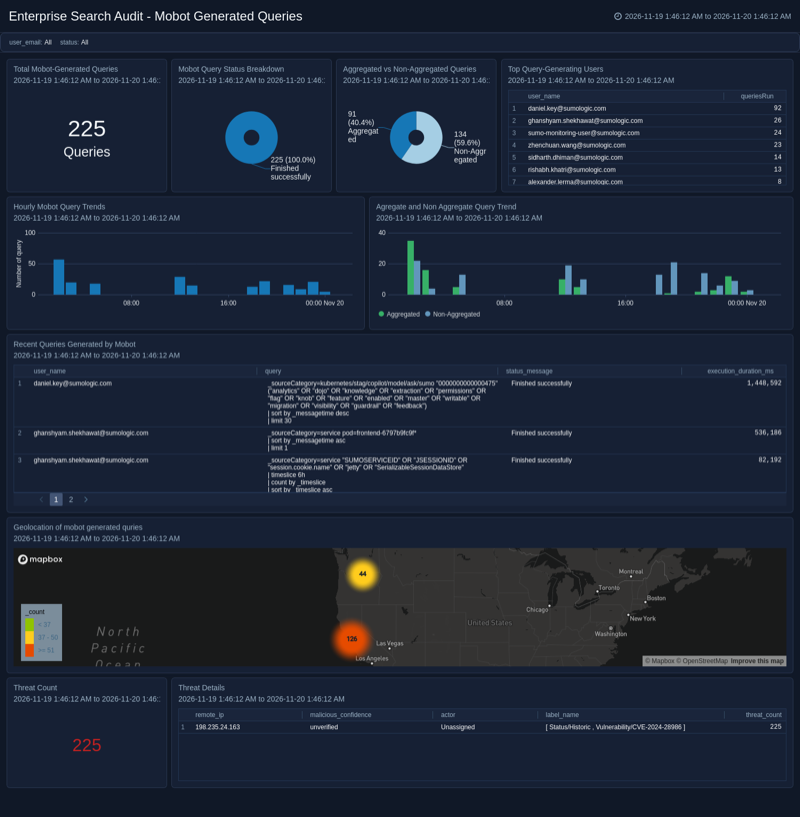 Enterprise Search Audit - Mobot Generated Queries
2026-11-19 1:46:12 AM to 2026-11-20 1:46:12 AM
user_email: All status: All
Total Mobot-Generated Queries
2026-11-19 1:46:12 AM to 2026-11-20 1:46:
225
Queries
Mobot Query Status Breakdown
2026-11-19 1:46:12 AM to 2026-11-20 1:46:
225 (100.0%)
Finished
successfully
Aggregated vs Non-Aggregated Queries
2026-11-19 1:46:12 AM to 2026-11-20 1:46:
91
(40.4%)
Aggregat
ed
134
(59.6%)
Non-Aggr
egated
Top Query-Generating Users
2026-11-19 1:46:12 AM to 2026-11-20 1:46:12 AM
user_name queriesRun
1 daniel.key@sumologic.com 92
2 ghanshyam.shekhawat@sumologic.com 26
3 sumo-monitoring-user@sumologic.com 24
4 zhenchuan.wang@sumologic.com 23
5 sidharth.dhiman@sumologic.com 14
6 rishabh.khatri@sumologic.com 13
7 alexander.lerma@sumologic.com 8
Hourly Mobot Query Trends
2026-11-19 1:46:12 AM to 2026-11-20 1:46:12 AM
Number of query
100
50
0
08:00 16:00 00:00 Nov 20
Agregate and Non Aggregate Query Trend
2026-11-19 1:46:12 AM to 2026-11-20 1:46:12 AM
40
20
0
08:00 16:00 00:00 Nov 20
Aggregated Non-Aggregated
Recent Queries Generated by Mobot
2026-11-19 1:46:12 AM to 2026-11-20 1:46:12 AM
user_name query status_message execution_duration_ms
1 daniel.key@sumologic.com _sourceCategory=kubernetes/stag/copilot/model/ask/sumo "0000000000000475" Finished successfully 1,448,592
("analytics" OR "dojo" OR "knowledge" OR "extraction" OR "permissions" OR
"flag" OR "knob" OR "feature" OR "enabled" OR "master" OR "writable" OR
"migration" OR "visibility" OR "guardrail" OR "feedback")
| sort by _messagetime desc
| limit 30
2 ghanshyam.shekhawat@sumologic.com _sourceCategory=service pod=frontend-6797b9fc9f* Finished successfully 536,186
| sort by _messagetime asc
| limit 1
3 ghanshyam.shekhawat@sumologic.com _sourceCategory=service "SUMOSERVICEID" OR "JSESSIONID" OR Finished successfully 82,192
"session.cookie.name" OR "jetty" OR "SerializableSessionDataStore"
| timeslice 6h
| count by _timeslice
| sort by _timeslice asc
1 2
Geolocation of mobot generated quries
2026-11-19 1:46:12 AM to 2026-11-20 1:46:12 AM
mapbox
44
126
_count
< 37
37 - 50
>= 51
North
Pacific
Ocean
Las Vegas
Los Angeles
United States
Chicago
Toronto
Montreal
Boston
New York
Washington
© Mapbox © OpenStreetMap Improve this map
Threat Count
2026-11-19 1:46:12 AM to 2026-11-20 1:46:
225
Threat Details
2026-11-19 1:46:12 AM to 2026-11-20 1:46:12 AM
remote_ip malicious_confidence actor label_name threat_count
1 198.235.24.163 unverified Unassigned [ Status/Historic , Vulnerability/CVE-2024-28986 ] 225